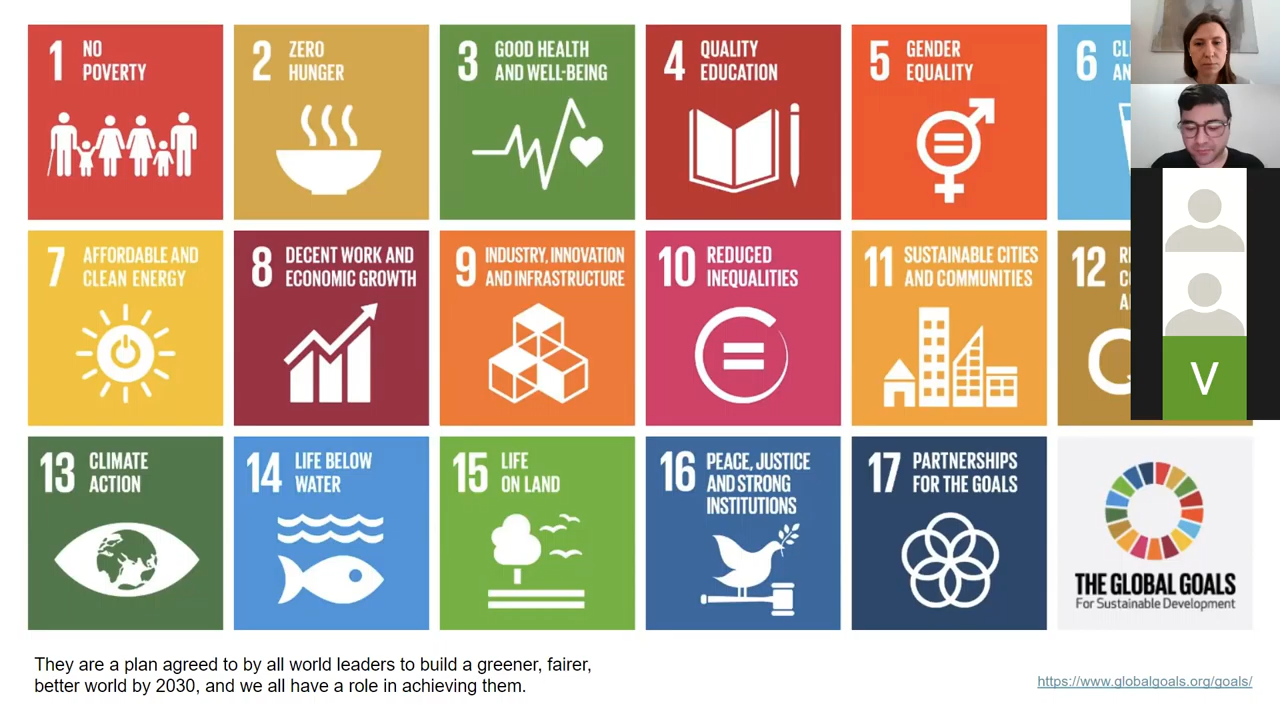 1 NO
POVERTY
2 ZERO
HUNGER
3 GOOD HEALTH
AND WELL-BEING
4 QUALITY
EDUCATION
5 GENDER
EQUALITY
6
7 AFFORDABLE AND
CLEAN ENERGY
8 DECENT WORK AND
ECONOMIC GROWTH
9 INDUSTRY, INNOVATION
AND INFRASTRUCTURE
10 REDUCED
INEQUALITIES
11 SUSTAINABLE CITIES
AND COMMUNITIES
12
V
13 CLIMATE
ACTION
14 LIFE BELOW
WATER
15 LIFE
ON LAND
16 PEACE, JUSTICE
AND STRONG
INSTITUTIONS
17 PARTNERSHIPS
FOR THE GOALS
THE GLOBAL GOALS
For Sustainable Development
They are a plan agreed to by all world leaders to build a greener, fairer,
better world by 2030, and we all have a role in achieving them.
https://www.globalgoals.org/goals/